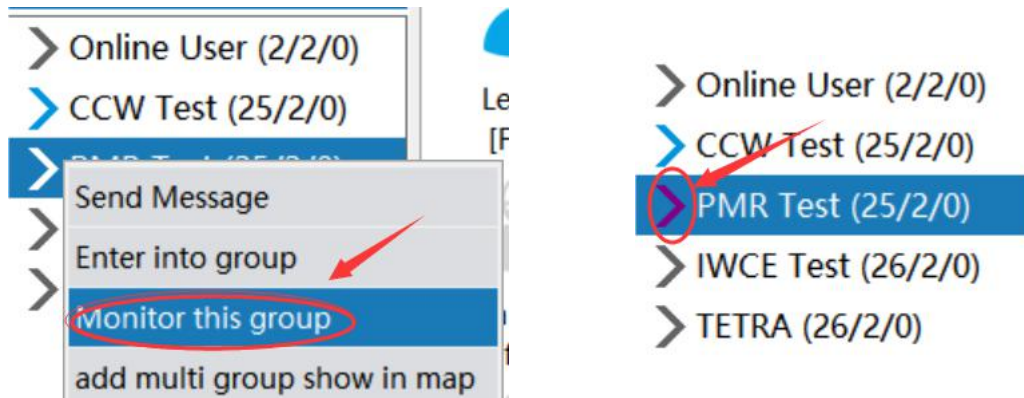 Online User (2/2/0)
CCW Test (25/2/0)
Send Message
Enter into group
Monitor this group
add multi group show in map
Le
[F
Online User (2/2/0)
CCW Test (25/2/0)
PMR Test (25/2/0)
IWCE Test (26/2/0)
TETRA (26/2/0)